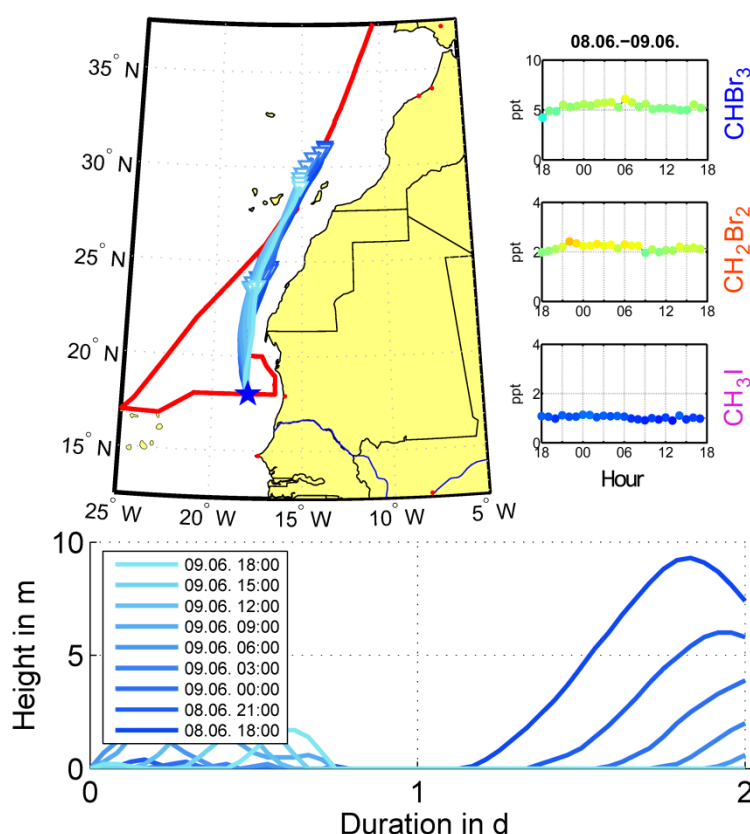 35° N
30° N
25° N
20° N
15° N
25° W
20° W
15° W
10° W
5° W
08.06.−09.06.
10
5
0
ppt
CHBr3
18 00 06 12 18
4
2
0
ppt
CH2Br2
18 00 06 12 18
4
2
0
ppt
CH3I
18 00 06 12 18
Hour
10
5
0
Height in m
09.06. 18:00
09.06. 15:00
09.06. 12:00
09.06. 09:00
09.06. 06:00
09.06. 03:00
09.06. 00:00
08.06. 21:00
08.06. 18:00
0 1 2
Duration in d